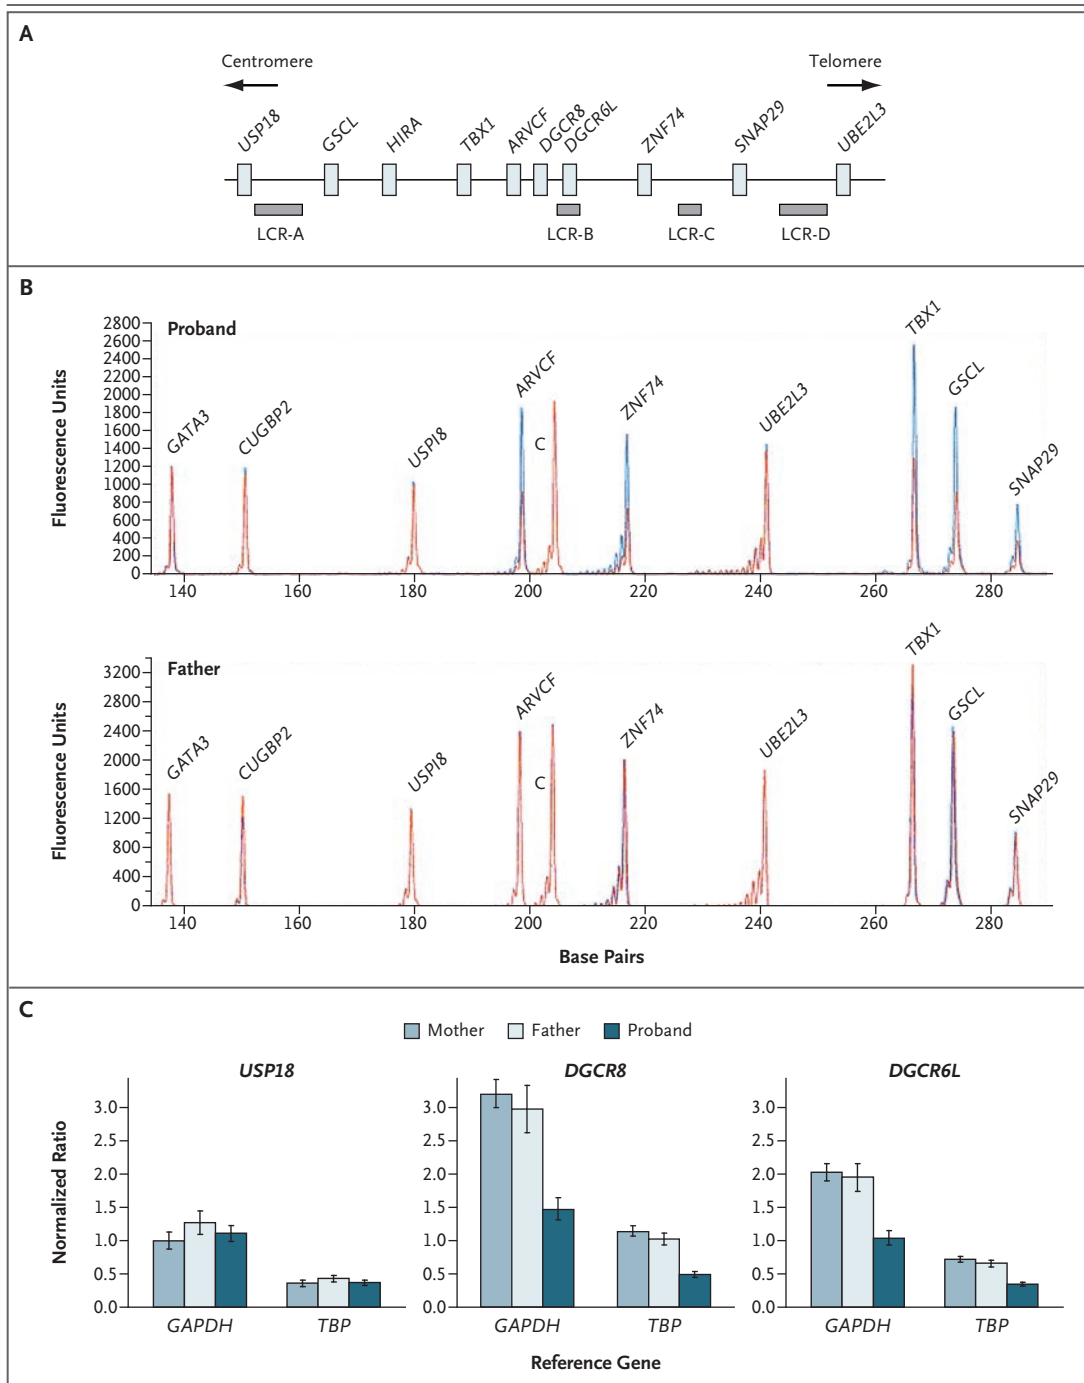 A
Centromere
Telomere
USP18
GSCL
HIRA
TBX1
ARVCF
DGCR8
DGCR6L
ZNF74
SNAP29
UBE2L3
LCR-A
LCR-B
LCR-C
LCR-D
B
Proband
Fluorescence Units
2800
2600
2400
2000
1800
1600
1400
1200
1000
800
600
400
200
0
GATA3
CUGBP2
USPI8
ARVCF
C
ZNF74
UBE2L3
TBX1
GSCL
SNAP29
140 160 180 200 220 240 260 280
Father
Fluorescence Units
3200
2800
2400
2000
1600
1200
800
400
0
GATA3
CUGBP2
USPI8
ARVCF
C
ZNF74
UBE2L3
TBX1
GSCL
SNAP29
140 160 180 200 220 240 260 280
Base Pairs
C
Mother Father Proband
Normalized Ratio
USP18
3.0
2.5
2.0
1.5
1.0
0.5
0.0
GAPDH TBP
DGCR8
3.0
2.5
2.0
1.5
1.0
0.5
0.0
GAPDH TBP
DGCR6L
3.0
2.5
2.0
1.5
1.0
0.5
0.0
GAPDH TBP
Reference Gene